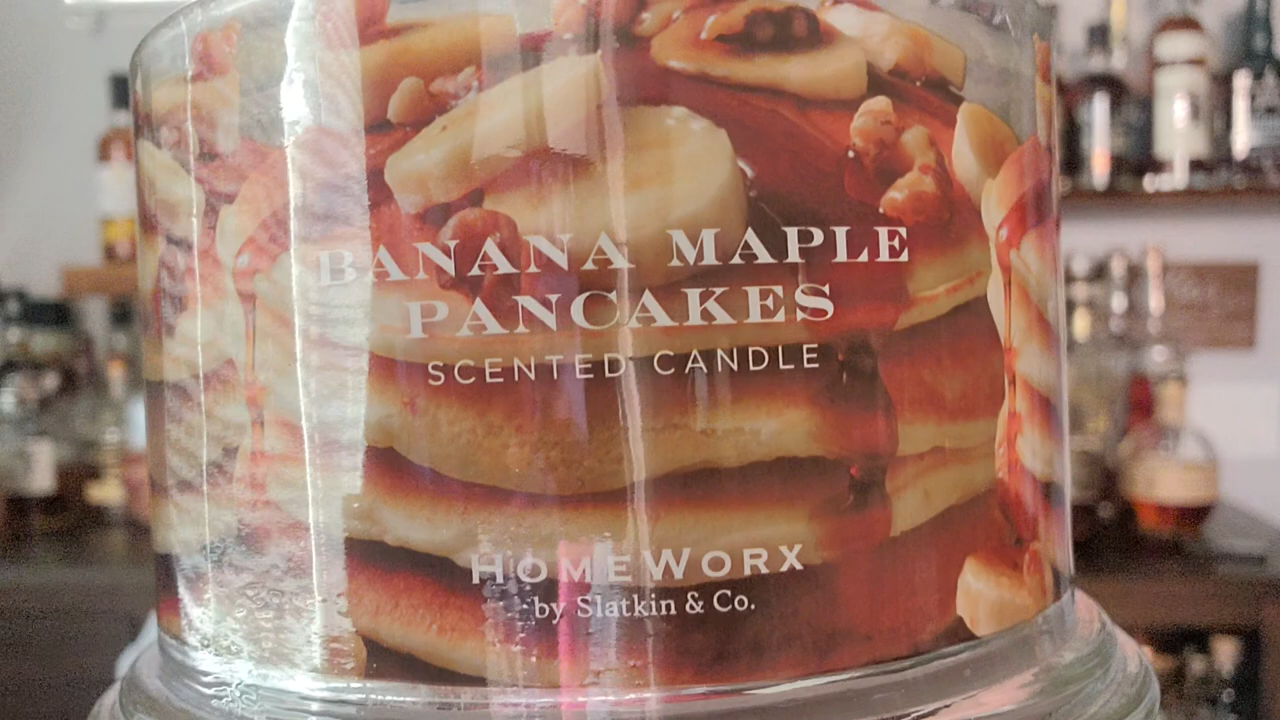 BANANA MAPLE
PANCAKES
SCENTED CANDLE
HOMEWORX
by Slatkin & Co.